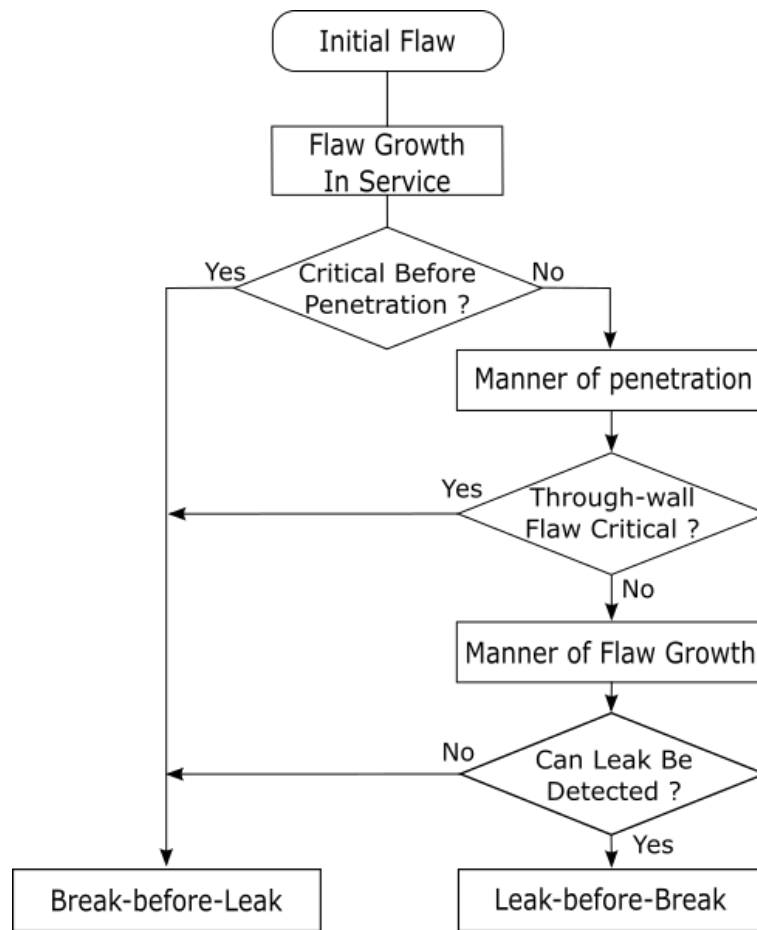 Initial Flaw
Flaw Growth
In Service
Yes
Critical Before
Penetration ?
No
Manner of penetration
Yes
Through-wall
Flaw Critical ?
No
Manner of Flaw Growth
No
Can Leak Be
Detected ?
Yes
Break-before-Leak
Leak-before-Break